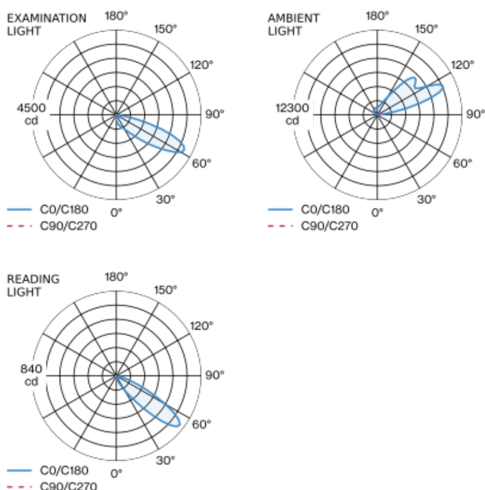 EXAMINATION
LIGHT
180°
150°
120°
4500
cd
90°
60°
30°
0°
C0/C180
C90/C270
AMBIENT
LIGHT
180°
150°
120°
12300
cd
90°
60°
30°
0°
C0/C180
C90/C270
READING
LIGHT
180°
150°
120°
840
cd
90°
60°
30°
0°
C0/C180
C90/C270